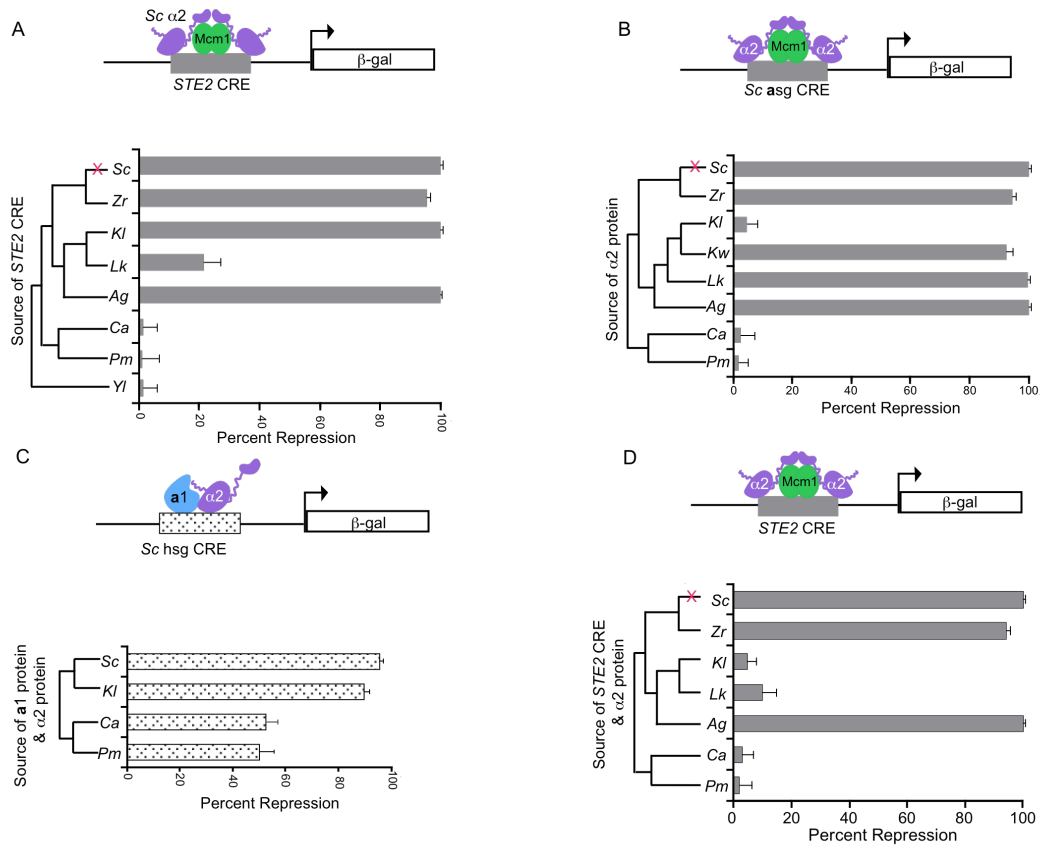 A
Sc α2
Mcm1
β-gal
STE2 CRE
Source of STE2 CRE
X
Sc
Zr
Kl
Lk
Ag
Ca
Pm
Yl
0
20
40
60
80
100
Percent Repression
B
α2
Mcm1
α2
β-gal
Sc asg CRE
Source of α2 protein
X
Sc
Zr
Kl
Kw
Lk
Ag
Ca
Pm
0
20
40
60
80
100
Percent Repression
C
a1
α2
β-gal
Sc hsg CRE
Source of a1 protein
& α2 protein
Sc
Kl
Ca
Pm
0
20
40
60
80
100
Percent Repression
D
α2
Mcm1
α2
β-gal
STE2 CRE
Source of STE2 CRE
& α2 protein
X
Sc
Zr
Kl
Lk
Ag
Ca
Pm
0
20
40
60
80
100
Percent Repression